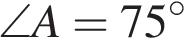 ∠A = 75°